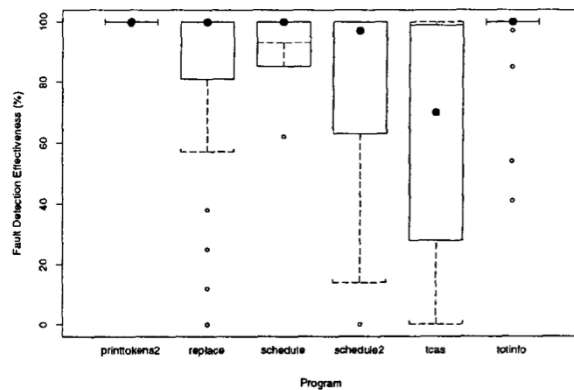 Fault Detection Effectiveness (%)
100
80
60
40
20
0
printtokens2 replace schedule schedule2 tcas totinfo
Program